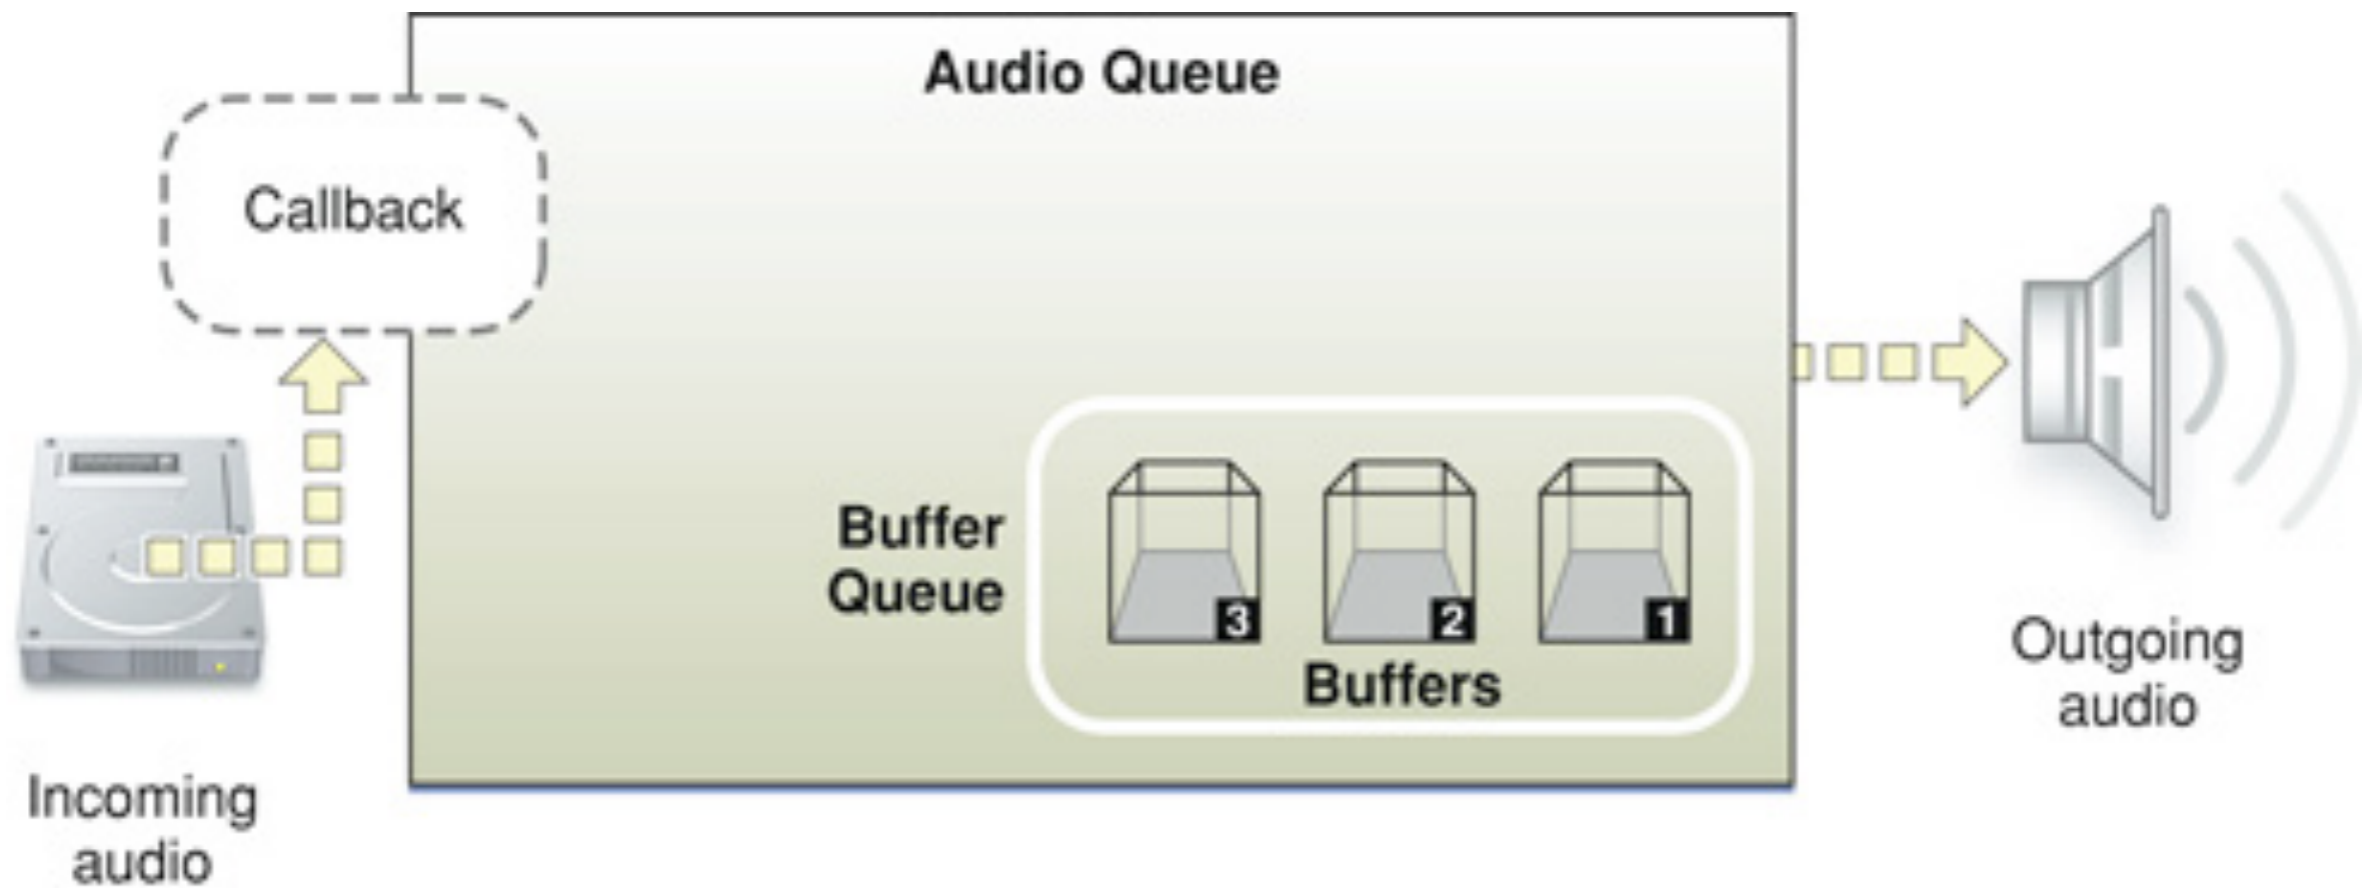 Audio Queue
Callback
Buffer
Queue
3
2
1
Buffers
Incoming
audio
Outgoing
audio